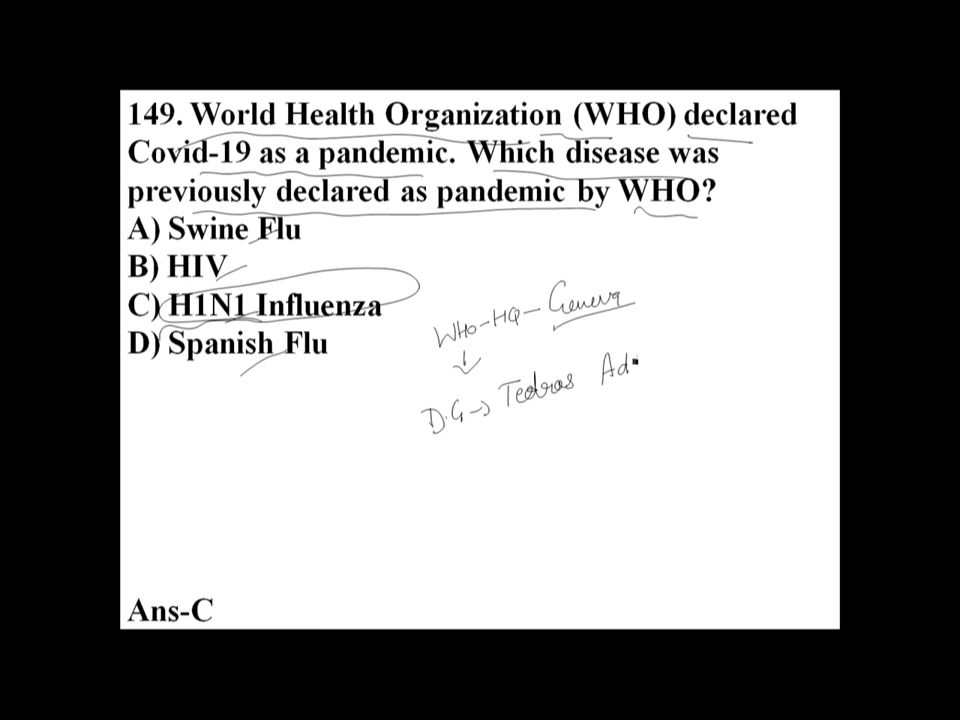 149. World Health Organization (WHO) declared
Covid-19 as a pandemic. Which disease was
previously declared as pandemic by WHO?
A) Swine Flu
B) HIV
C) H1N1 Influenza
D) Spanish Flu
WHO-HQ- Geneva
D.G → Tedros Ad
Ans-C